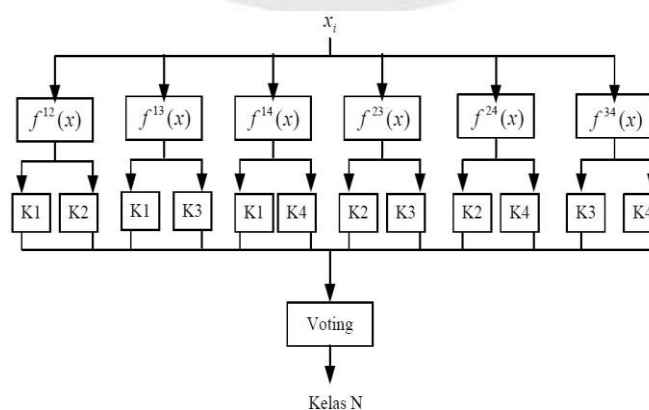 x_i
f^{12}(x) f^{13}(x) f^{14}(x) f^{23}(x) f^{24}(x) f^{34}(x)
K1 K2 K1 K3 K1 K4 K2 K3 K2 K4 K3 K4
Voting
Kelas N